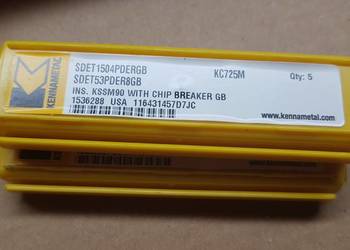 KENNAMETAL
SDET1504PDERGB KC725M Qty: 5
SDET53PDER8GB
INS. KSSM90 WITH CHIP BREAKER GB
1536288 USA 116431457D7JC
www.kennametal.com